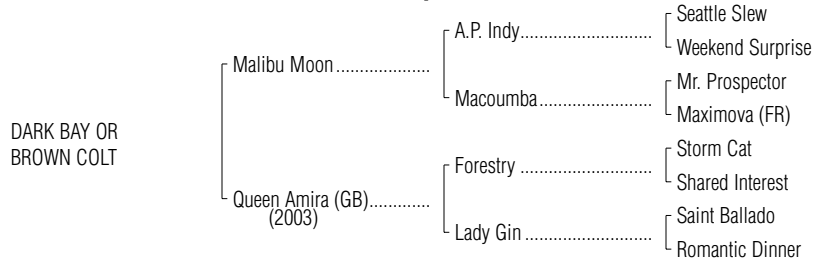 Seattle Slew
A.P. Indy
Weekend Surprise
Malibu Moon
Mr. Prospector
Macoumba
Maximova (FR)
DARK BAY OR
BROWN COLT
Storm Cat
Forestry
Shared Interest
Queen Amira (GB)
(2003)
Saint Ballado
Lady Gin
Romantic Dinner